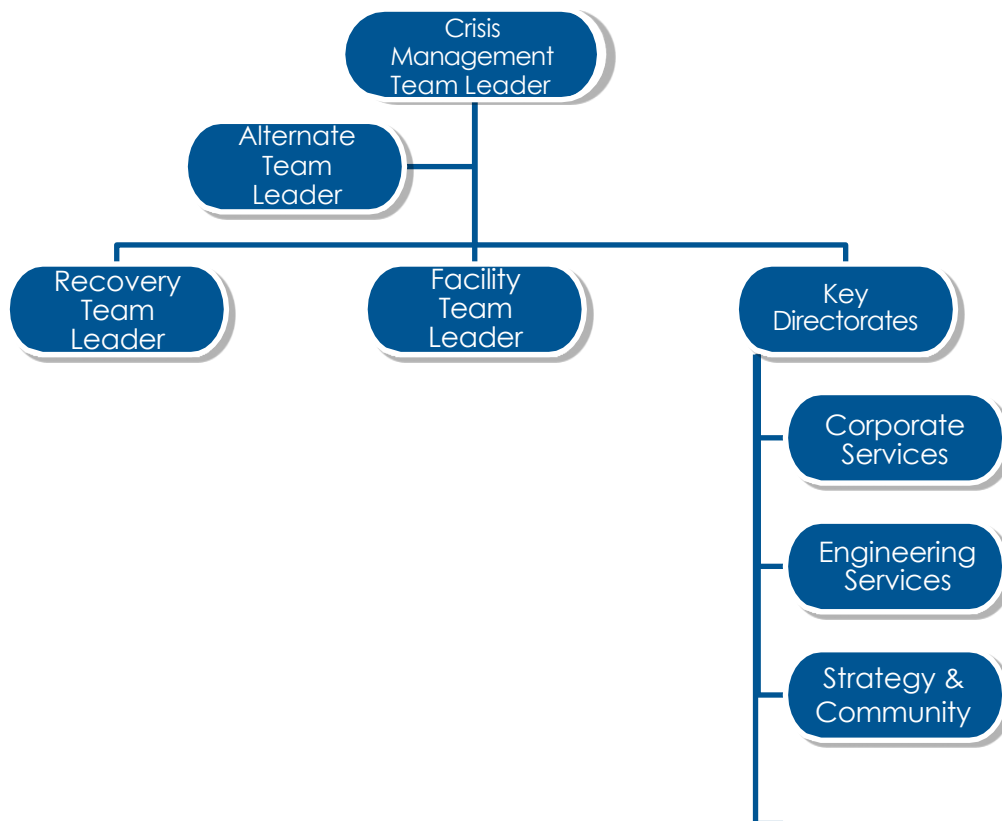 Crisis
Management
Team Leader
Alternate
Team
Leader
Recovery
Team
Leader
Facility
Team
Leader
Key
Directorates
Corporate
Services
Engineering
Services
Strategy &
Community